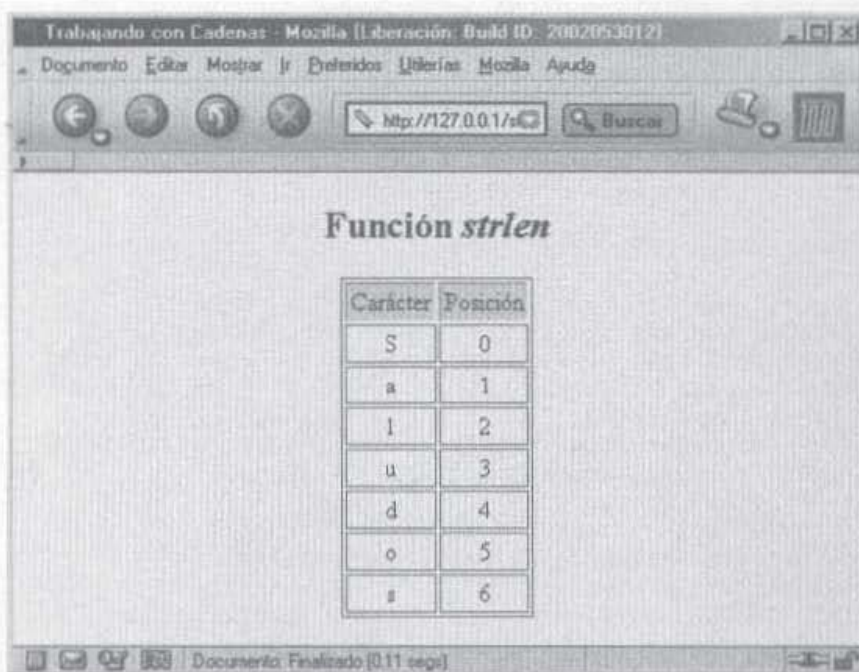 Trabajando con Cadenas - Mozilla {Liberación: Build ID: 2002053012}
Documento Editar Mostrar Ir Preferidos Utilerías Mozilla Ayuda
http://127.0.0.1/s Buscar
Función strlen
Carácter Posición
S 0
a 1
l 2
u 3
d 4
o 5
s 6
Documento: Finalizado (0.11 segs)